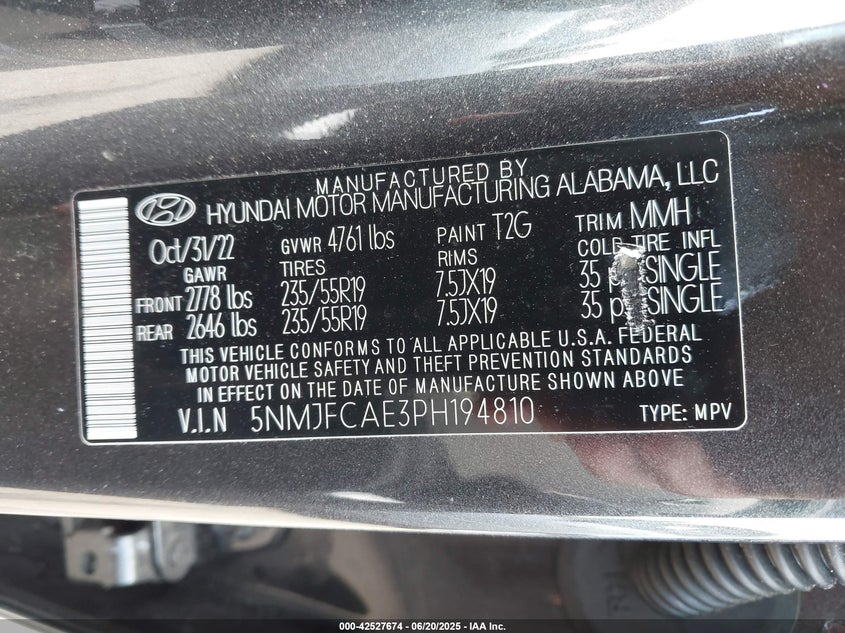 MANUFACTURED BY
HYUNDAI MOTOR MANUFACTURING ALABAMA, LLC
Oct/31/22 GVWR 4761 lbs PAINT T2G TRIM MMH
GAWR TIRES RIMS COLD TIRE INFL
FRONT 2778 lbs 235/55R19 7.5JX19 35 SINGLE
REAR 2646 lbs 235/55R19 7.5JX19 35 SINGLE
THIS VEHICLE CONFORMS TO ALL APPLICABLE U.S.A. FEDERAL
MOTOR VEHICLE SAFETY AND THEFT PREVENTION STANDARDS
IN EFFECT ON THE DATE OF MANUFACTURE SHOWN ABOVE
V.I.N 5NMJFCAE3PH194810 TYPE: MPV
000-42527674 - 06/20/2025 - IAA Inc.